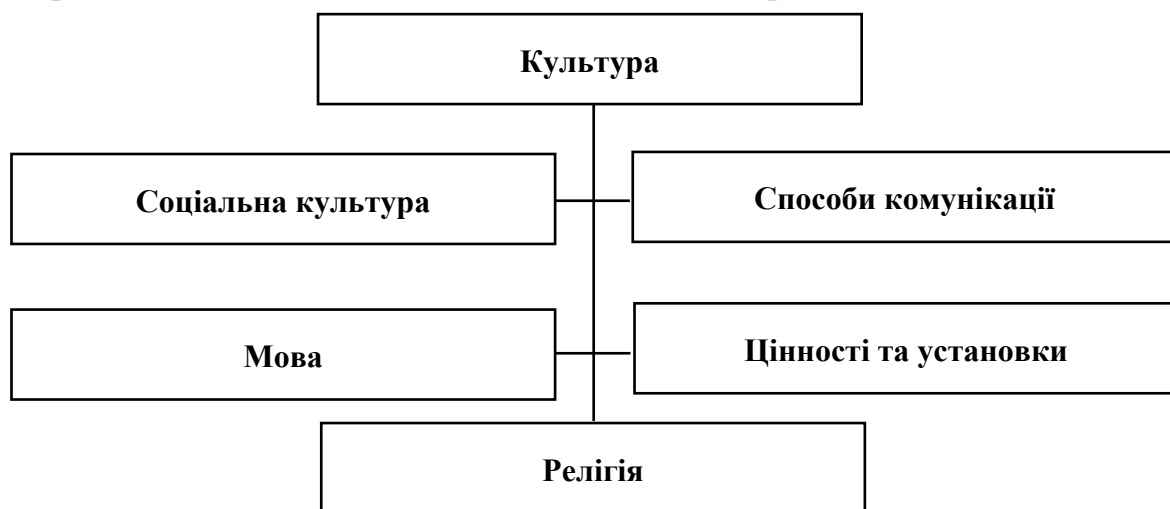 Культура
Соціальна культура
Способи комунікації
Мова
Цінності та установки
Релігія